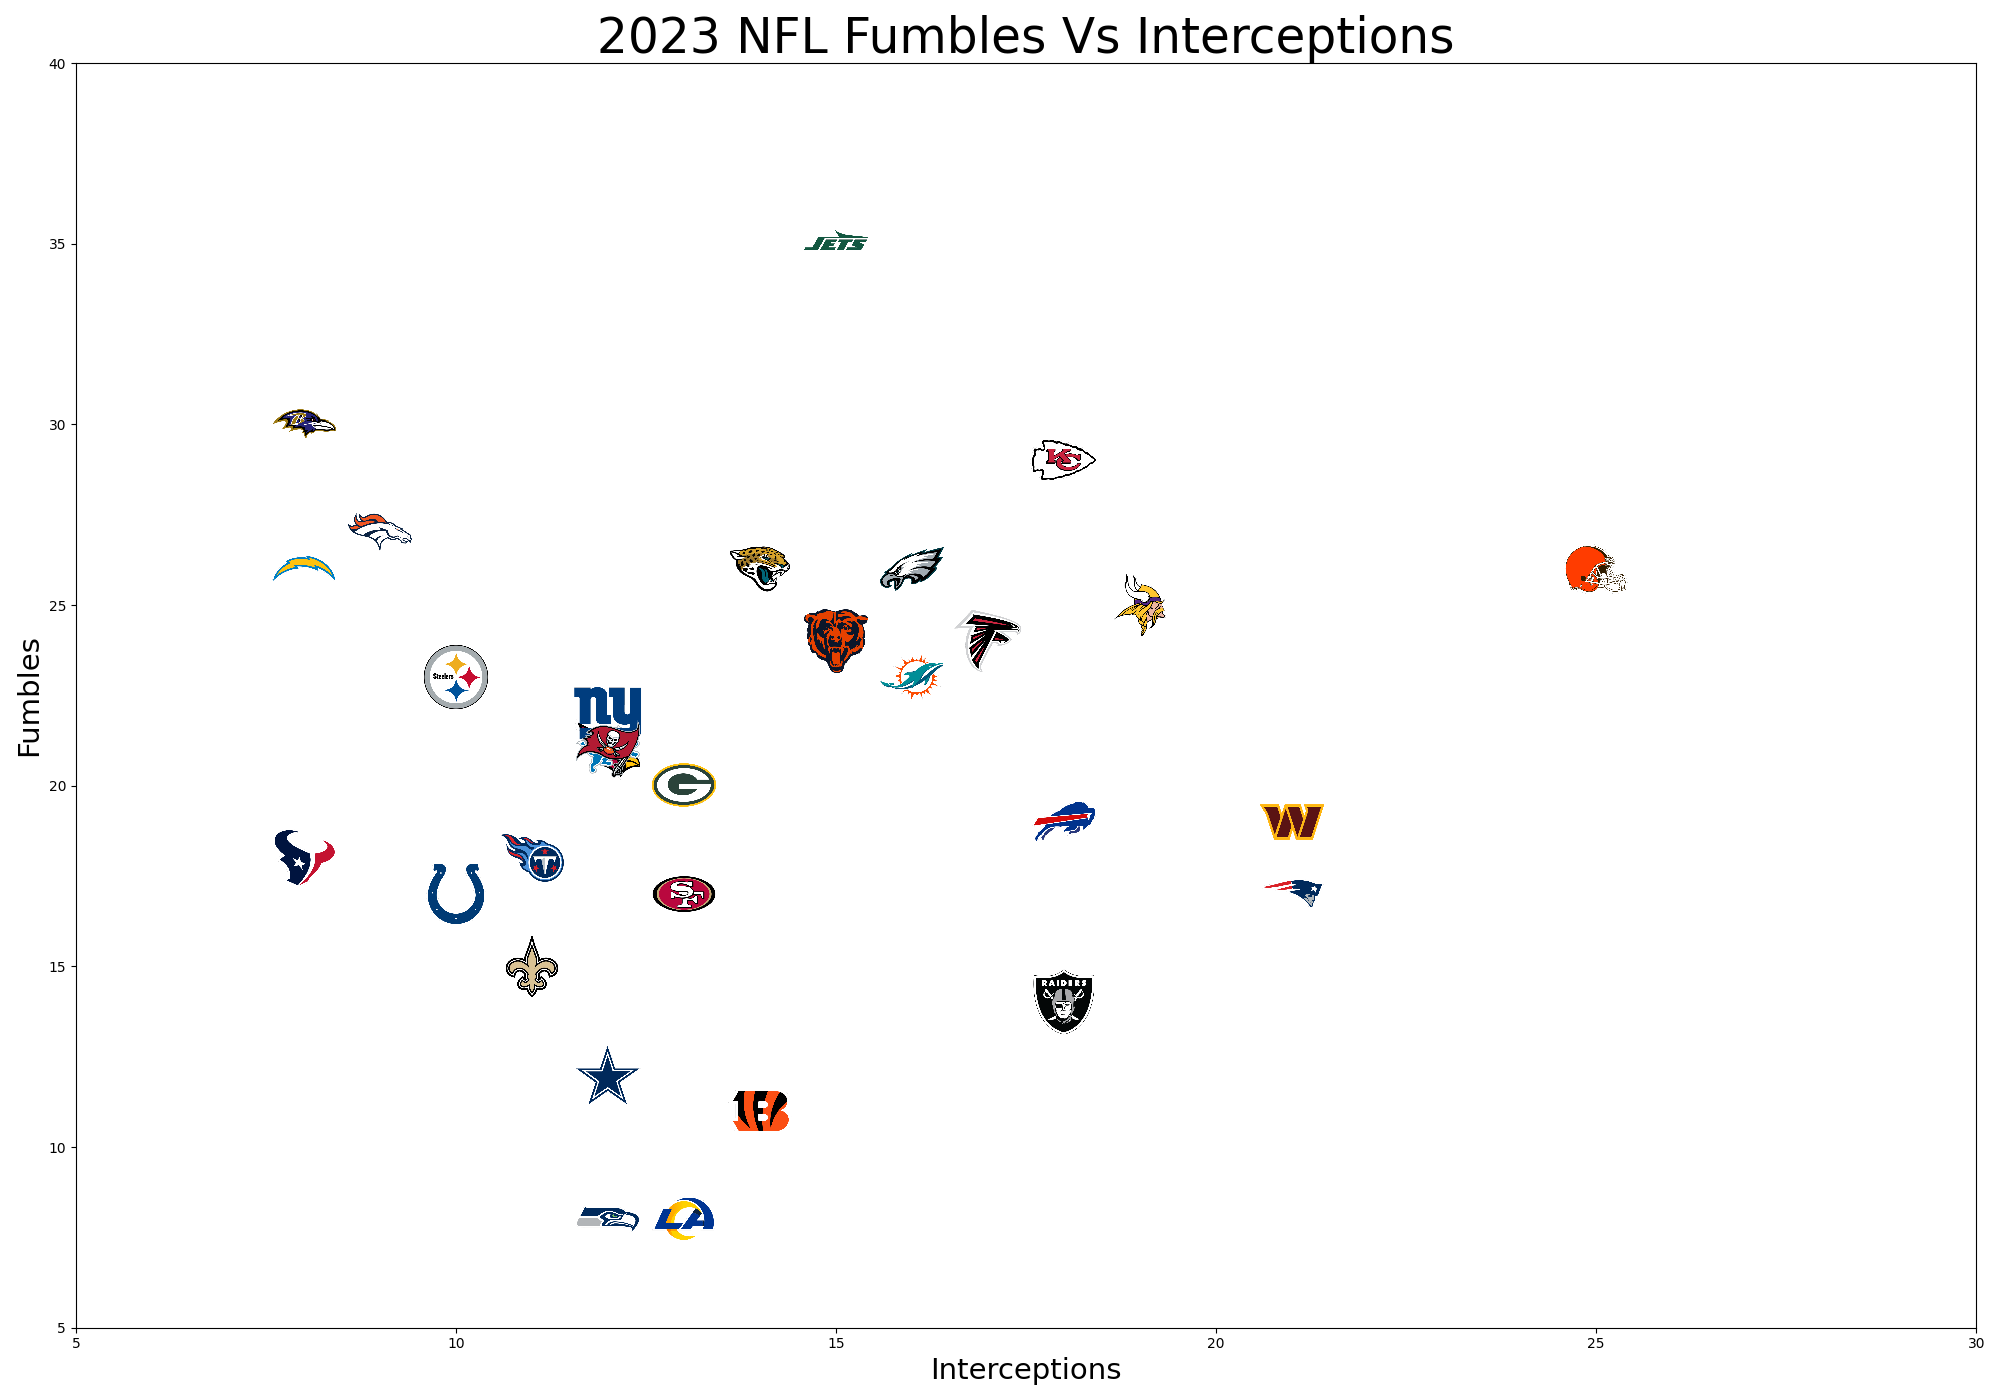 2023 NFL Fumbles Vs Interceptions
40
JETS
35
B
30
KC
25
Steelers
ny
Fumbles
G
20
W
T
SF
15
RAIDERS
B
10
LA
5
5 10 15 20 25 30
Interceptions